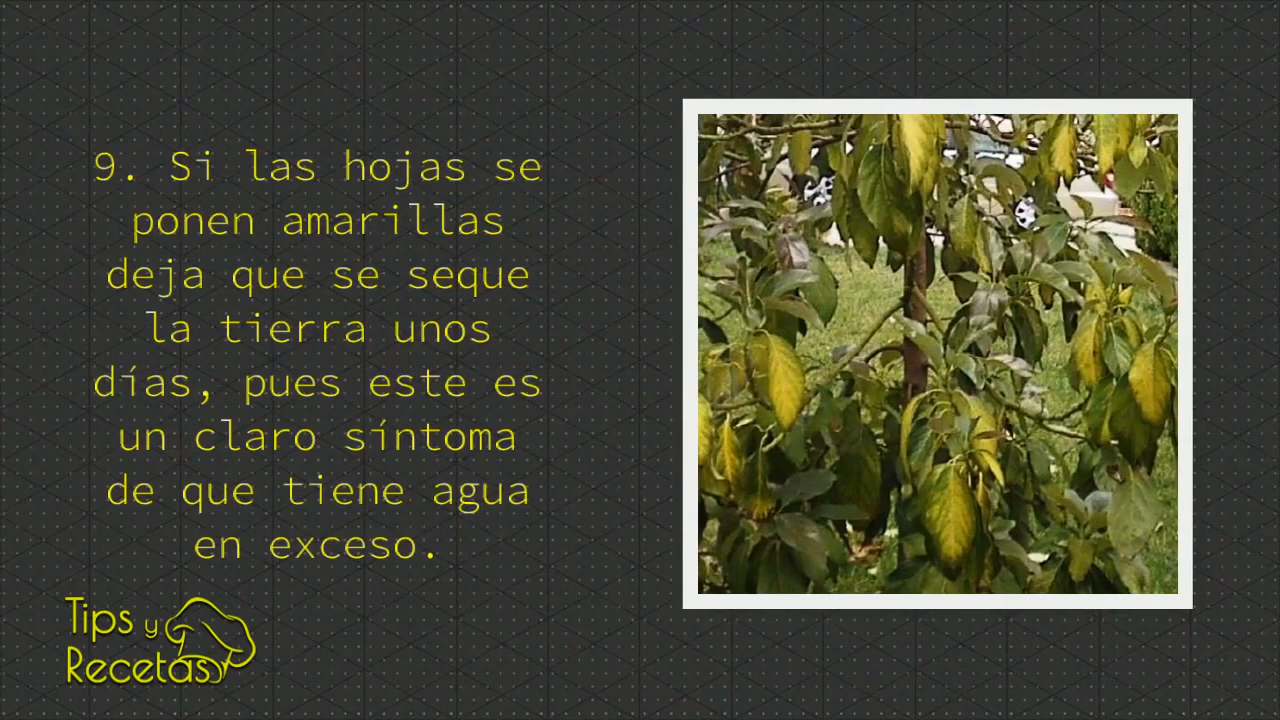 9. Si las hojas se
ponen amarillas
deja que se seque
la tierra unos
días, pues este es
un claro síntoma
de que tiene agua
en exceso.
Tips y
Recetas